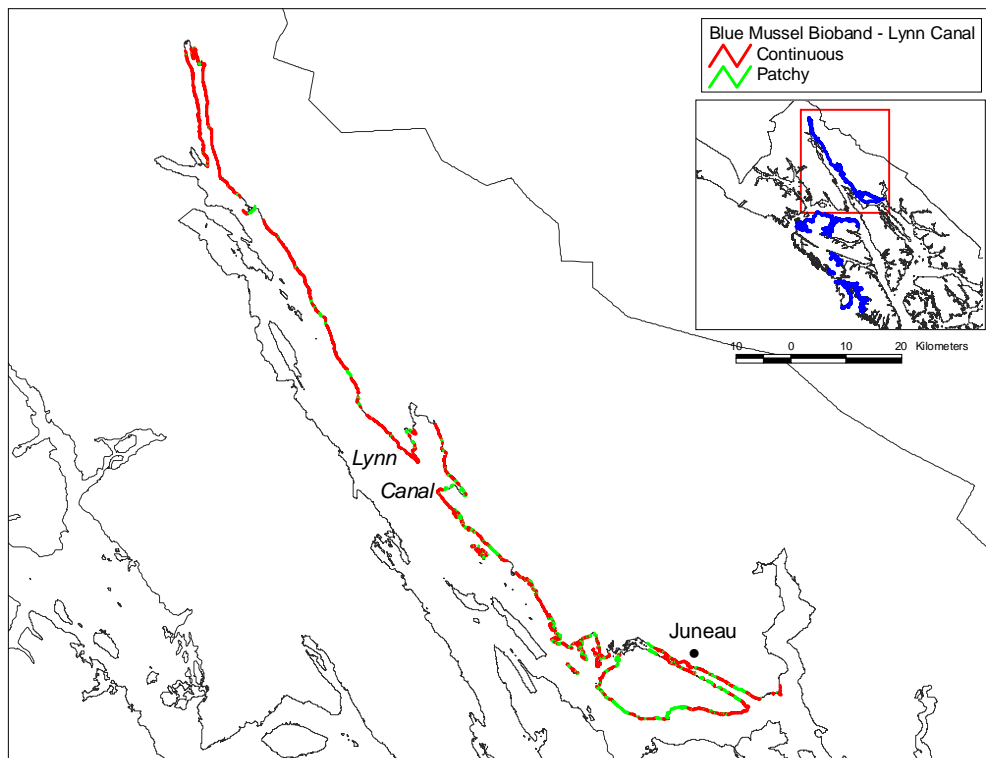 Blue Mussel Bioband - Lynn Canal
Continuous
Patchy
10 0 10 20 Kilometers
Lynn
Canal
Juneau